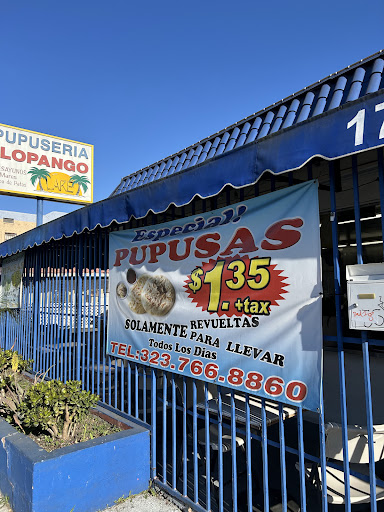 PUPUSERIA
LOPANGO
LAKE
Especial!!
PUPUSAS
$1.35
+tax
SOLAMENTE REVUELTAS
PARA LLEVAR
Todos Los Dias
TEL:323.766.8860
17